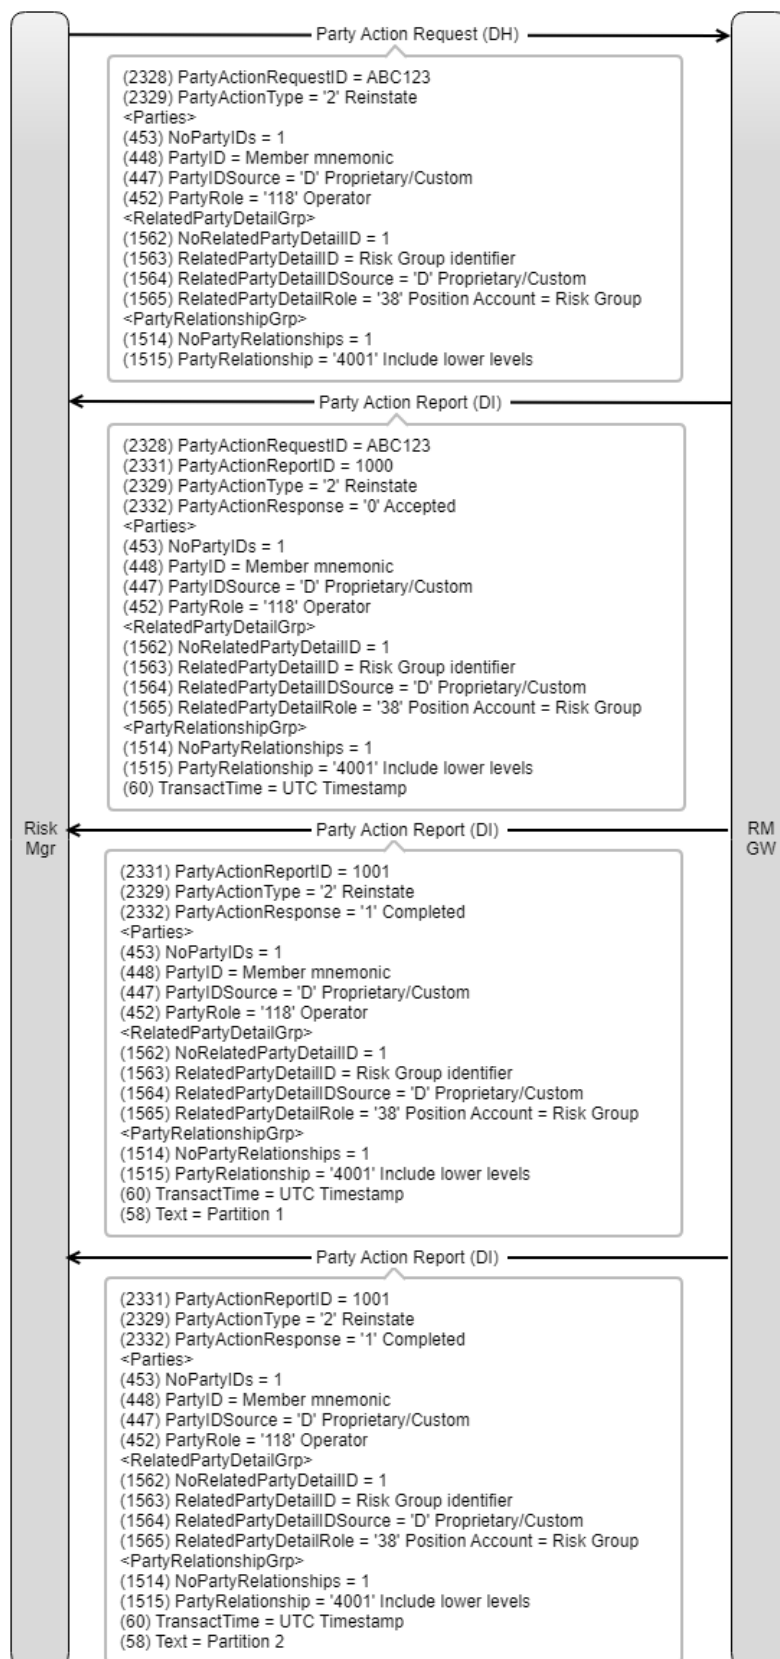 Party Action Request (DH)
(2328) PartyActionRequestID = ABC123
(2329) PartyActionType = '2' Reinstate
<Parties>
(453) NoPartyIDs = 1
(448) PartyID = Member mnemonic
(447) PartyIDSource = 'D' Proprietary/Custom
(452) PartyRole = '118' Operator
<RelatedPartyDetailGrp>
(1562) NoRelatedPartyDetailID = 1
(1563) RelatedPartyDetailID = Risk Group identifier
(1564) RelatedPartyDetailIDSource = 'D' Proprietary/Custom
(1565) RelatedPartyDetailRole = '38' Position Account = Risk Group
<PartyRelationshipGrp>
(1514) NoPartyRelationships = 1
(1515) PartyRelationship = '4001' Include lower levels
Party Action Report (DI)
(2328) PartyActionRequestID = ABC123
(2331) PartyActionReportID = 1000
(2329) PartyActionType = '2' Reinstate
(2332) PartyActionResponse = '0' Accepted
<Parties>
(453) NoPartyIDs = 1
(448) PartyID = Member mnemonic
(447) PartyIDSource = 'D' Proprietary/Custom
(452) PartyRole = '118' Operator
<RelatedPartyDetailGrp>
(1562) NoRelatedPartyDetailID = 1
(1563) RelatedPartyDetailID = Risk Group identifier
(1564) RelatedPartyDetailIDSource = 'D' Proprietary/Custom
(1565) RelatedPartyDetailRole = '38' Position Account = Risk Group
<PartyRelationshipGrp>
(1514) NoPartyRelationships = 1
(1515) PartyRelationship = '4001' Include lower levels
(60) TransactTime = UTC Timestamp
Risk
Mgr
Party Action Report (DI)
RM
GW
(2331) PartyActionReportID = 1001
(2329) PartyActionType = '2' Reinstate
(2332) PartyActionResponse = '1' Completed
<Parties>
(453) NoPartyIDs = 1
(448) PartyID = Member mnemonic
(447) PartyIDSource = 'D' Proprietary/Custom
(452) PartyRole = '118' Operator
<RelatedPartyDetailGrp>
(1562) NoRelatedPartyDetailID = 1
(1563) RelatedPartyDetailID = Risk Group identifier
(1564) RelatedPartyDetailIDSource = 'D' Proprietary/Custom
(1565) RelatedPartyDetailRole = '38' Position Account = Risk Group
<PartyRelationshipGrp>
(1514) NoPartyRelationships = 1
(1515) PartyRelationship = '4001' Include lower levels
(60) TransactTime = UTC Timestamp
(58) Text = Partition 1
Party Action Report (DI)
(2331) PartyActionReportID = 1001
(2329) PartyActionType = '2' Reinstate
(2332) PartyActionResponse = '1' Completed
<Parties>
(453) NoPartyIDs = 1
(448) PartyID = Member mnemonic
(447) PartyIDSource = 'D' Proprietary/Custom
(452) PartyRole = '118' Operator
<RelatedPartyDetailGrp>
(1562) NoRelatedPartyDetailID = 1
(1563) RelatedPartyDetailID = Risk Group identifier
(1564) RelatedPartyDetailIDSource = 'D' Proprietary/Custom
(1565) RelatedPartyDetailRole = '38' Position Account = Risk Group
<PartyRelationshipGrp>
(1514) NoPartyRelationships = 1
(1515) PartyRelationship = '4001' Include lower levels
(60) TransactTime = UTC Timestamp
(58) Text = Partition 2